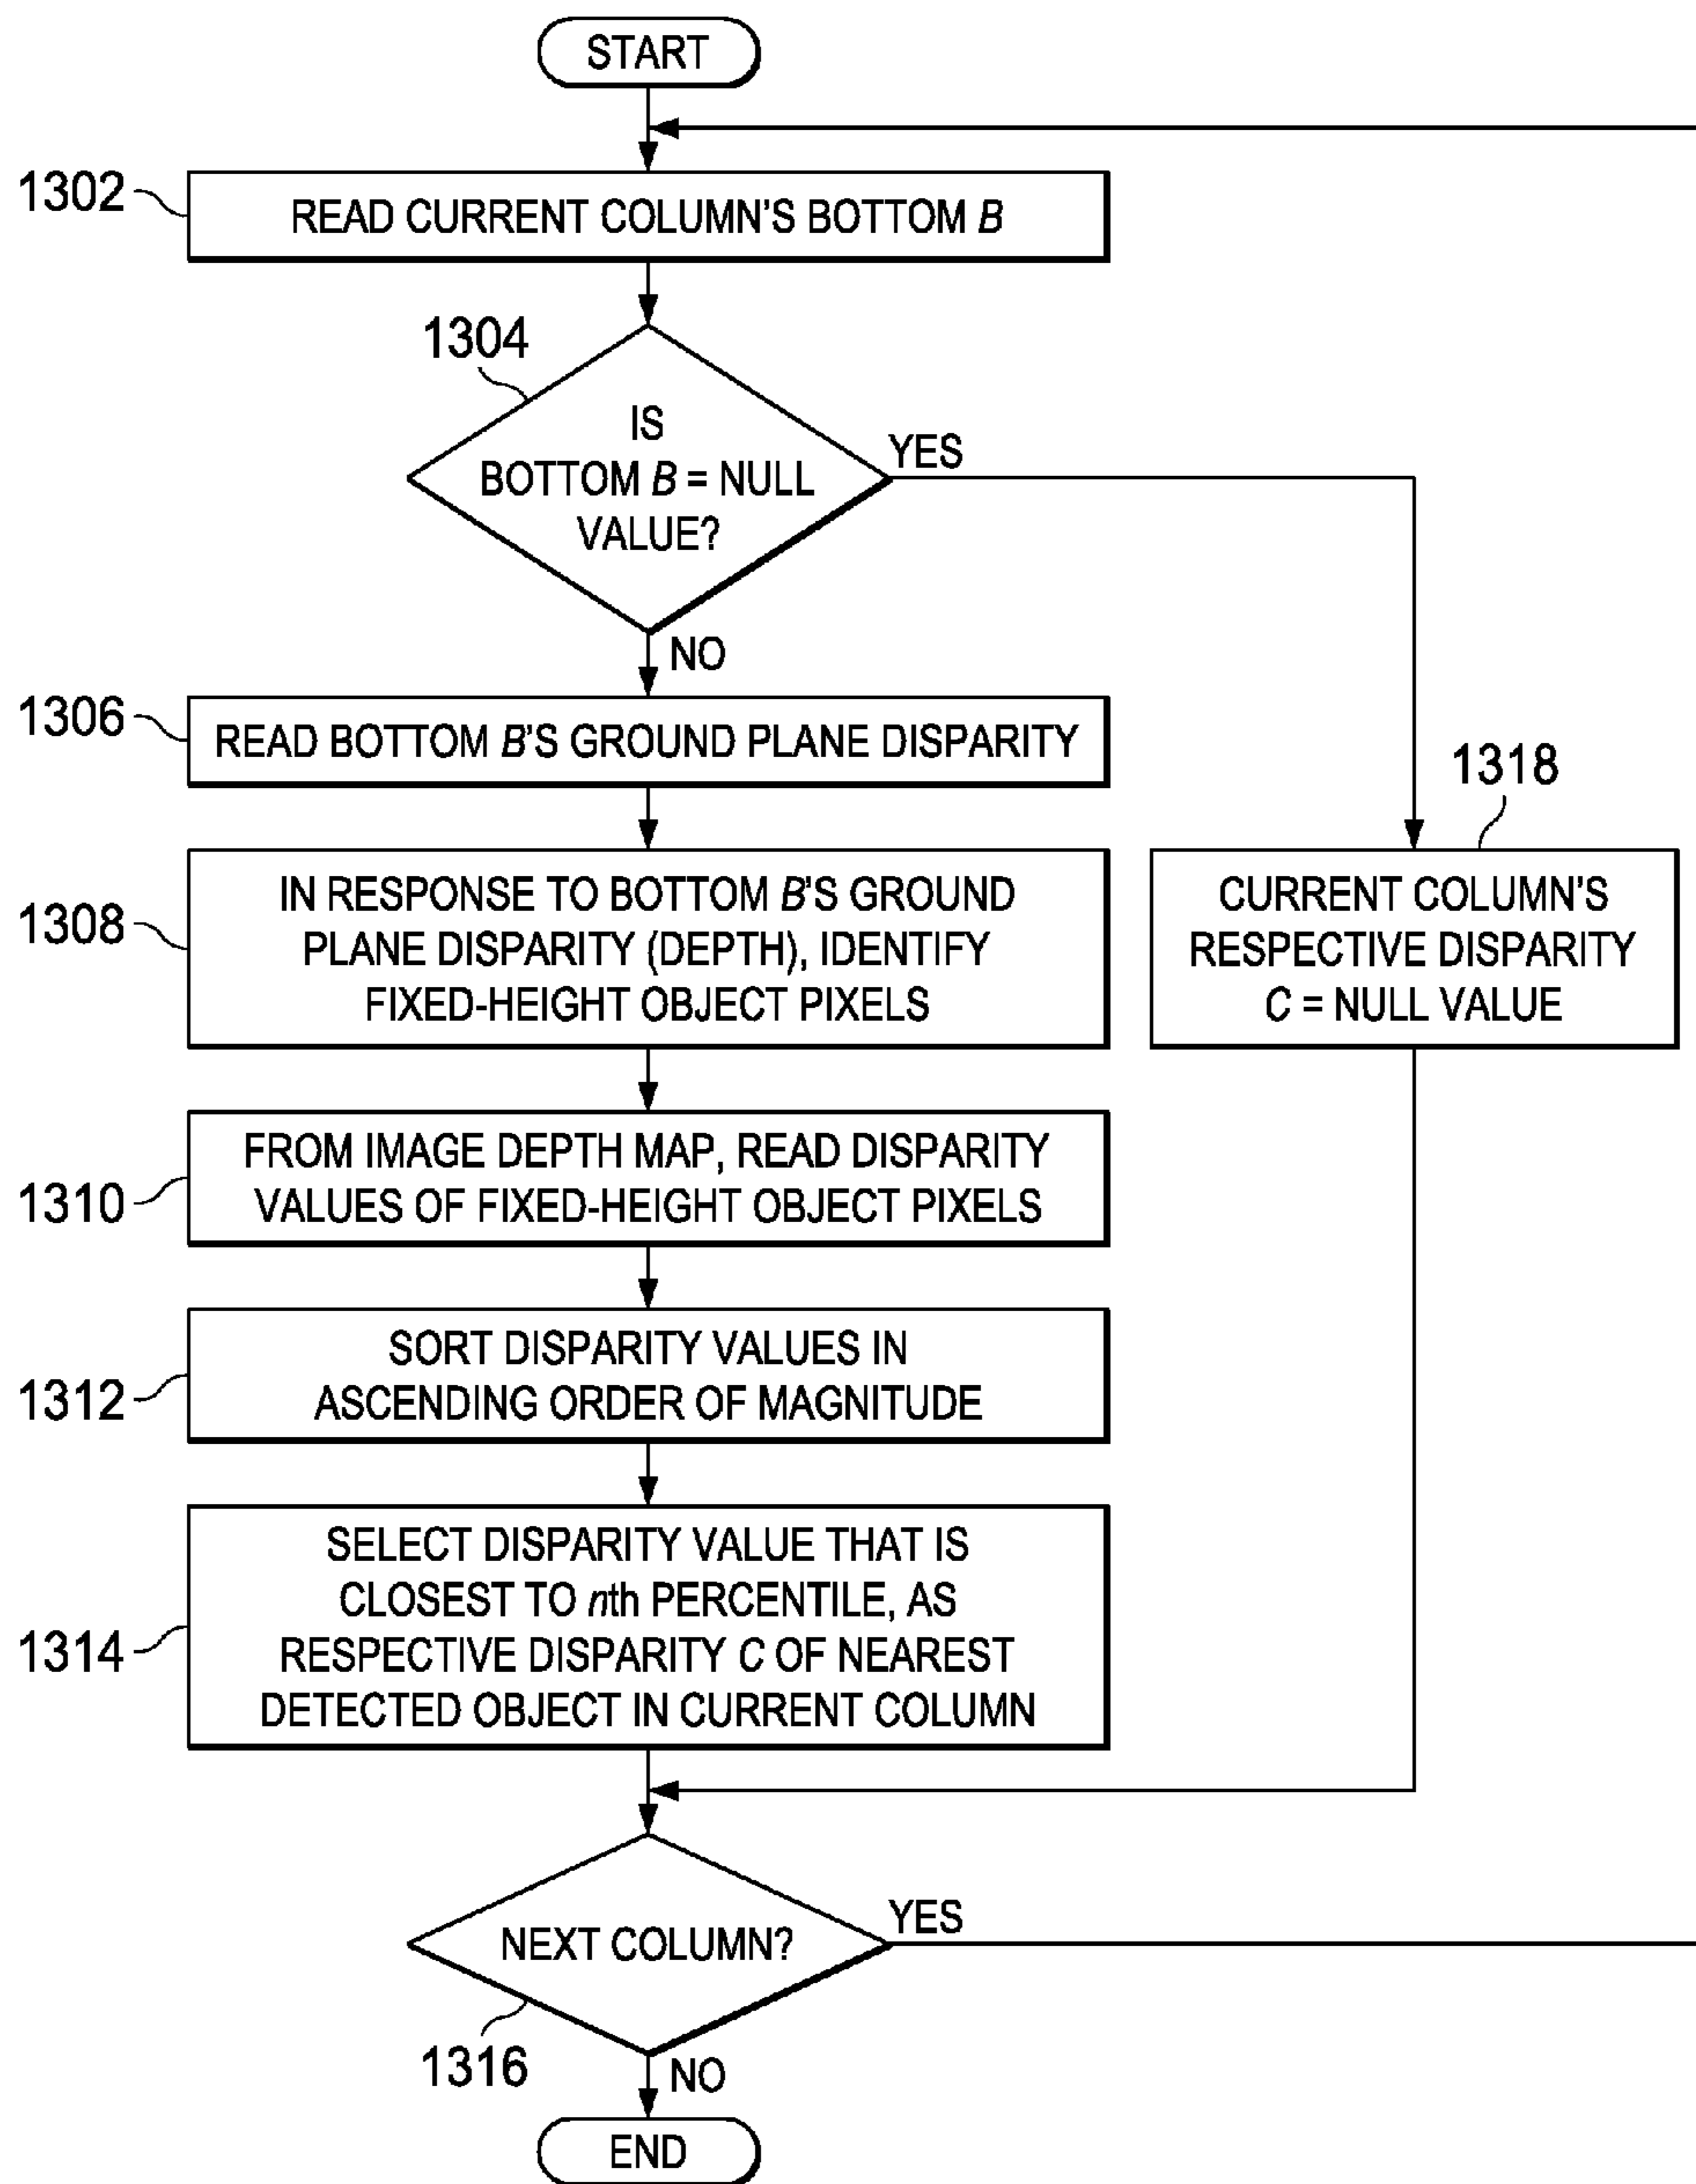 START
1302
READ CURRENT COLUMN'S BOTTOM B
1304
IS
BOTTOM B = NULL
VALUE?
YES
NO
1306
READ BOTTOM B'S GROUND PLANE DISPARITY
1318
1308
IN RESPONSE TO BOTTOM B'S GROUND
PLANE DISPARITY (DEPTH), IDENTIFY
FIXED-HEIGHT OBJECT PIXELS
CURRENT COLUMN'S
RESPECTIVE DISPARITY
C = NULL VALUE
1310
FROM IMAGE DEPTH MAP, READ DISPARITY
VALUES OF FIXED-HEIGHT OBJECT PIXELS
1312
SORT DISPARITY VALUES IN
ASCENDING ORDER OF MAGNITUDE
1314
SELECT DISPARITY VALUE THAT IS
CLOSEST TO nth PERCENTILE, AS
RESPECTIVE DISPARITY C OF NEAREST
DETECTED OBJECT IN CURRENT COLUMN
NEXT COLUMN?
YES
1316
NO
END